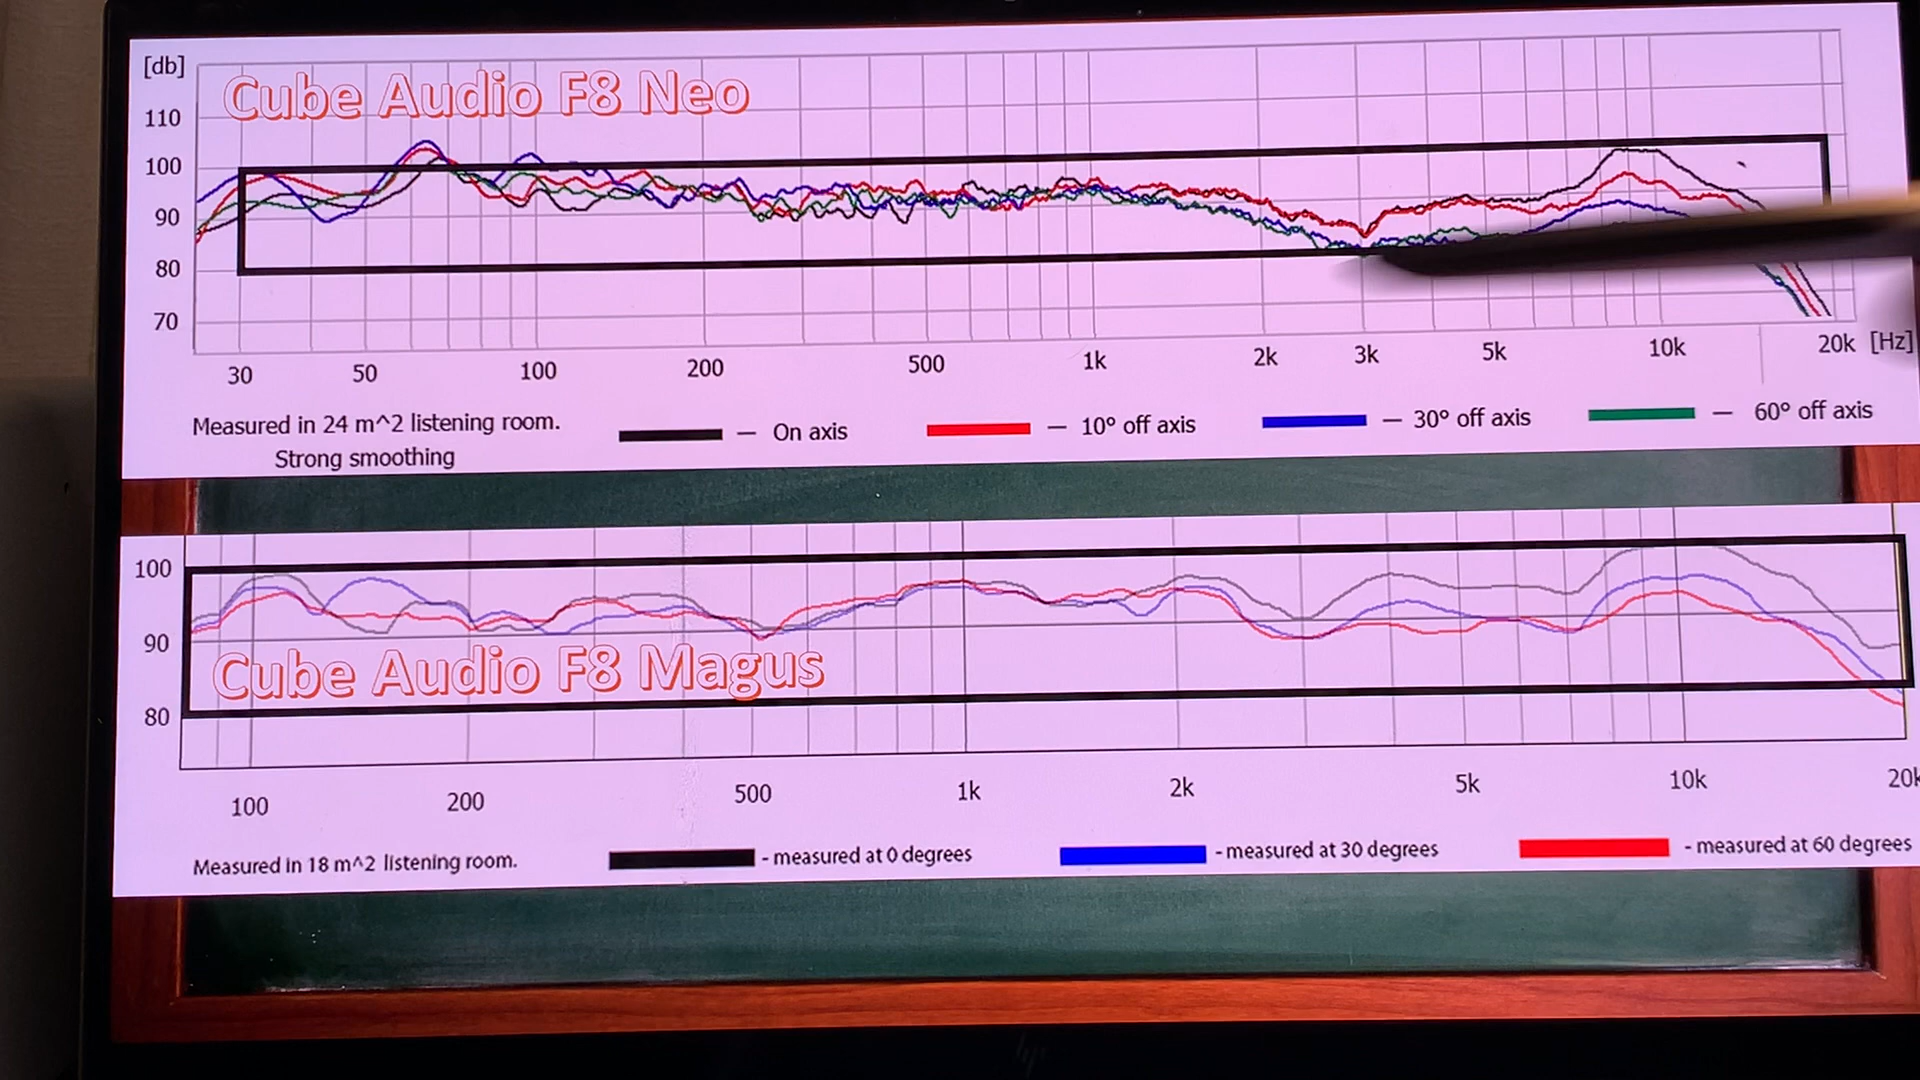 [db]
Cube Audio F8 Neo
110
100
90
80
70
30 50 100 200 500 1k 2k 3k 5k 10k 20k [Hz]
Measured in 24 m^2 listening room.
Strong smoothing
— On axis — 10° off axis — 30° off axis — 60° off axis
100
90
80
Cube Audio F8 Magus
100 200 500 1k 2k 5k 10k 20k
Measured in 18 m^2 listening room.
- measured at 0 degrees - measured at 30 degrees - measured at 60 degrees
hp